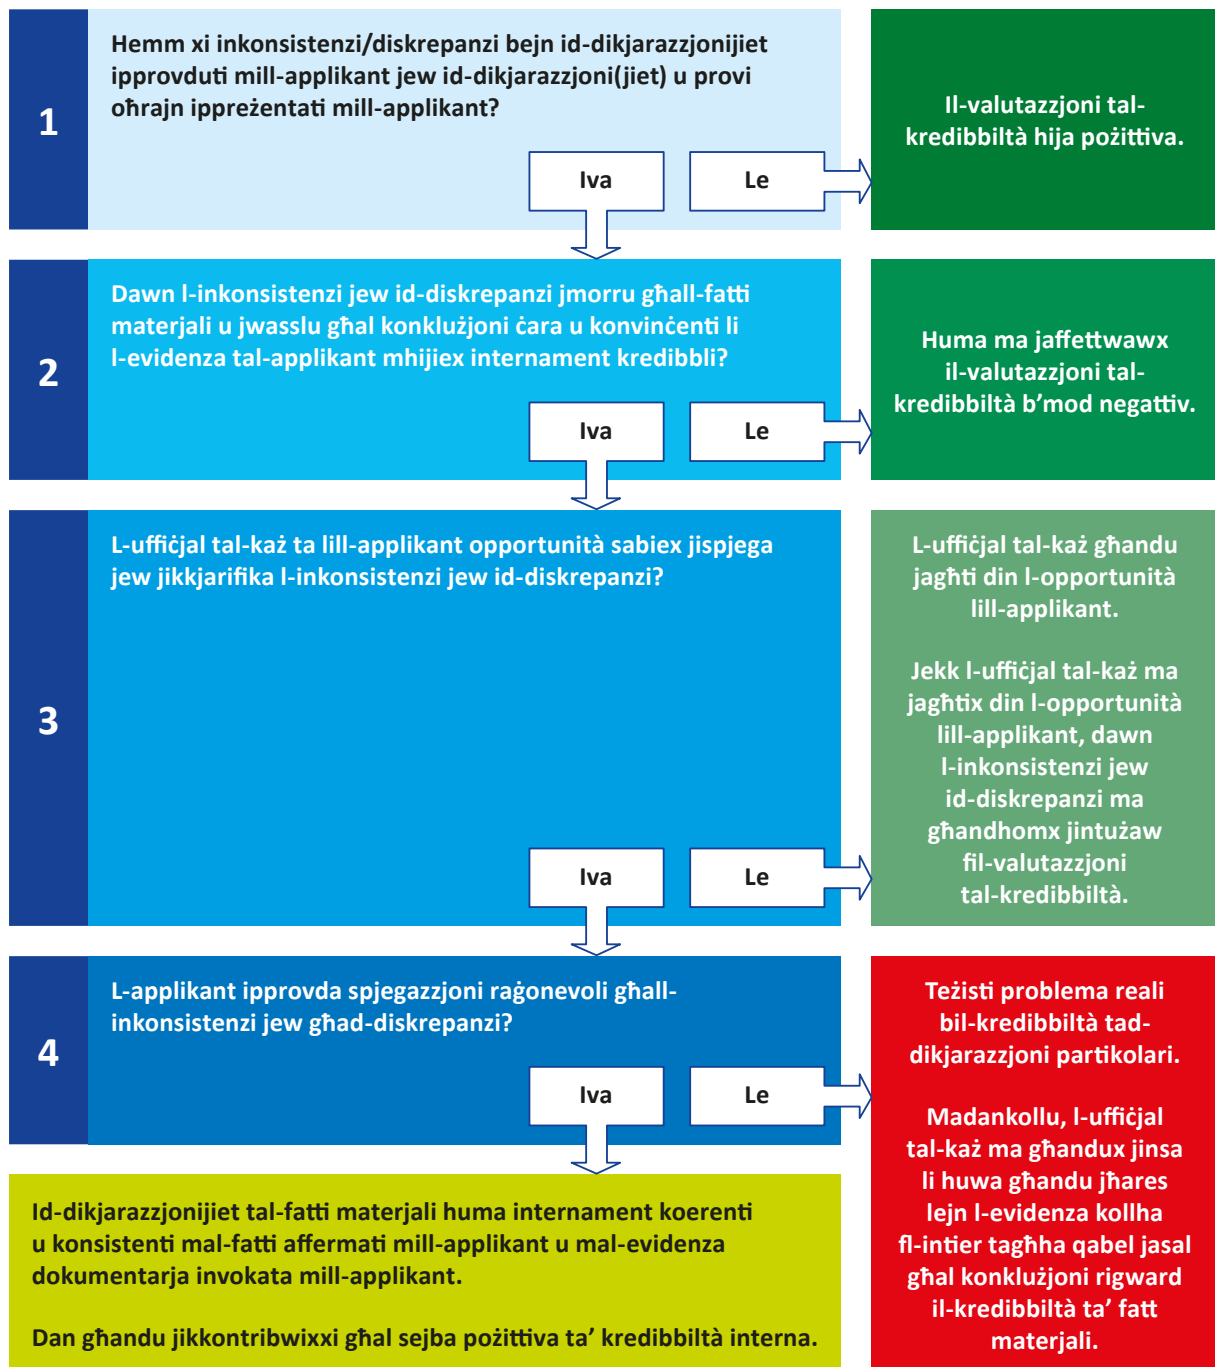 1
Hemm xi inkonsistenzi/diskrepanzi bejn id-dikjarazzjonijiet
ipprovduti mill-applikant jew id-dikjarazzjoni(jiet) u provi
oħrajn ippreżentati mill-applikant?
Iva
Le
Il-valutazzjoni tal-
kredibbiltà hija pożittiva.
2
Dawn l-inkonsistenzi jew id-diskrepanzi jmorru għall-fatti
materjali u jwasslu għal konklużjoni ċara u konvinċenti li
l-evidenza tal-applikant mhijiex internament kredibbli?
Iva
Le
Huma ma jaffettwawx
il-valutazzjoni tal-
kredibbiltà b’mod negattiv.
3
L-uffiċjal tal-każ ta lill-applikant opportunità sabiex jispjega
jew jikkjarifika l-inkonsistenzi jew id-diskrepanzi?
Iva
Le
L-uffiċjal tal-każ għandu
jagħti din l-opportunità
lill-applikant.
Jekk l-uffiċjal tal-każ ma
jagħtix din l-opportunità
lill-applikant, dawn
l-inkonsistenzi jew
id-diskrepanzi ma
għandhomx jintużaw
fil-valutazzjoni
tal-kredibbiltà.
4
L-applikant ipprovda spjegazzjoni raġonevoli għall-
inkonsistenzi jew għad-diskrepanzi?
Iva
Le
Teżisti problema reali
bil-kredibbiltà tad-
dikjarazzjoni partikolari.
Madankollu, l-uffiċjal
tal-każ ma għandux jinsa
li huwa għandu jħares
lejn l-evidenza kollha
fl-intier tagħha qabel jasal
għal konklużjoni rigward
il-kredibbiltà ta’ fatt
materjali.
Id-dikjarazzjonijiet tal-fatti materjali huma internament koerenti
u konsistenti mal-fatti affermati mill-applikant u mal-evidenza
dokumentarja invokata mill-applikant.
Dan għandu jikkontribwixxi għal sejba pożittiva ta’ kredibbiltà interna.